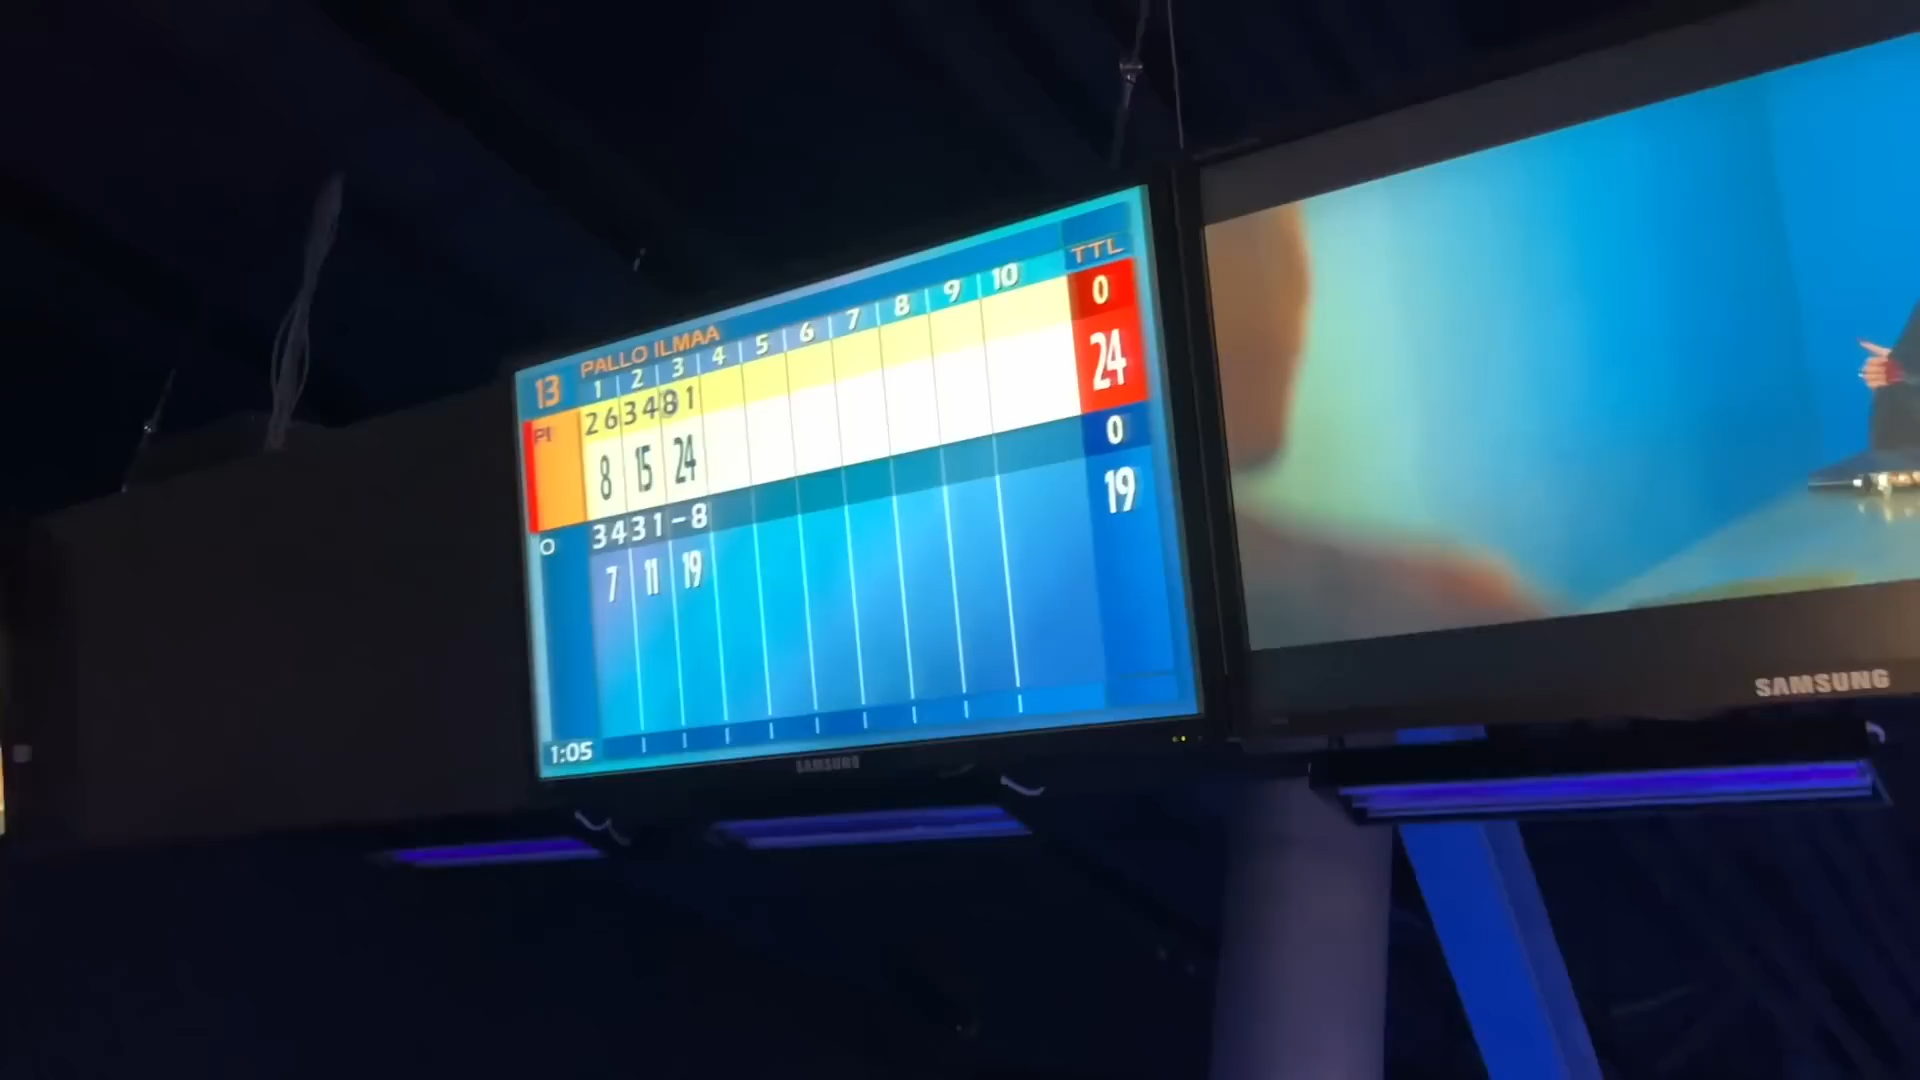 13 PALLO ILMAA TTL
1 2 3 4 5 6 7 8 9 10
PI 2 6 3 4 8 1 0
8 15 24 24
O 3 4 3 1 - 8 0
7 11 19 19
1:05
SAMSUNG
SAMSUNG